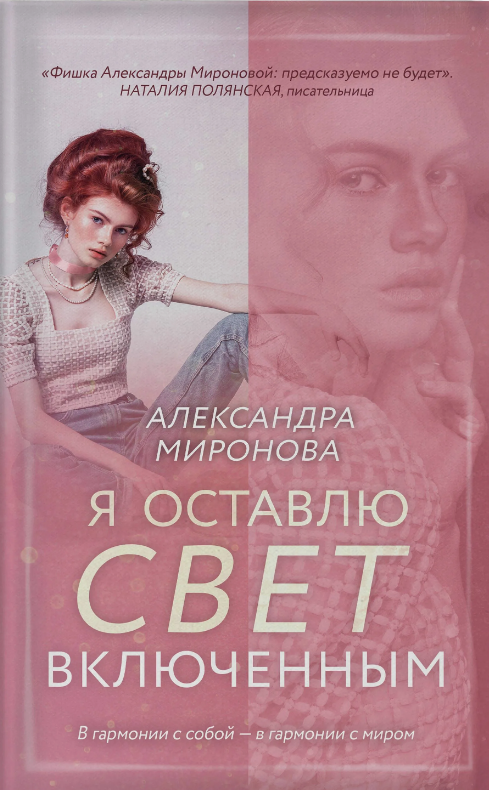 «Фишка Александры Мироновой: предсказуемо не будет».
НАТАЛИЯ ПОЛЯНСКАЯ, писательница
АЛЕКСАНДРА
МИРОНОВА
Я ОСТАВЛЮ
СВЕТ
ВКЛЮЧЕННЫМ
В гармонии с собой — в гармонии с миром